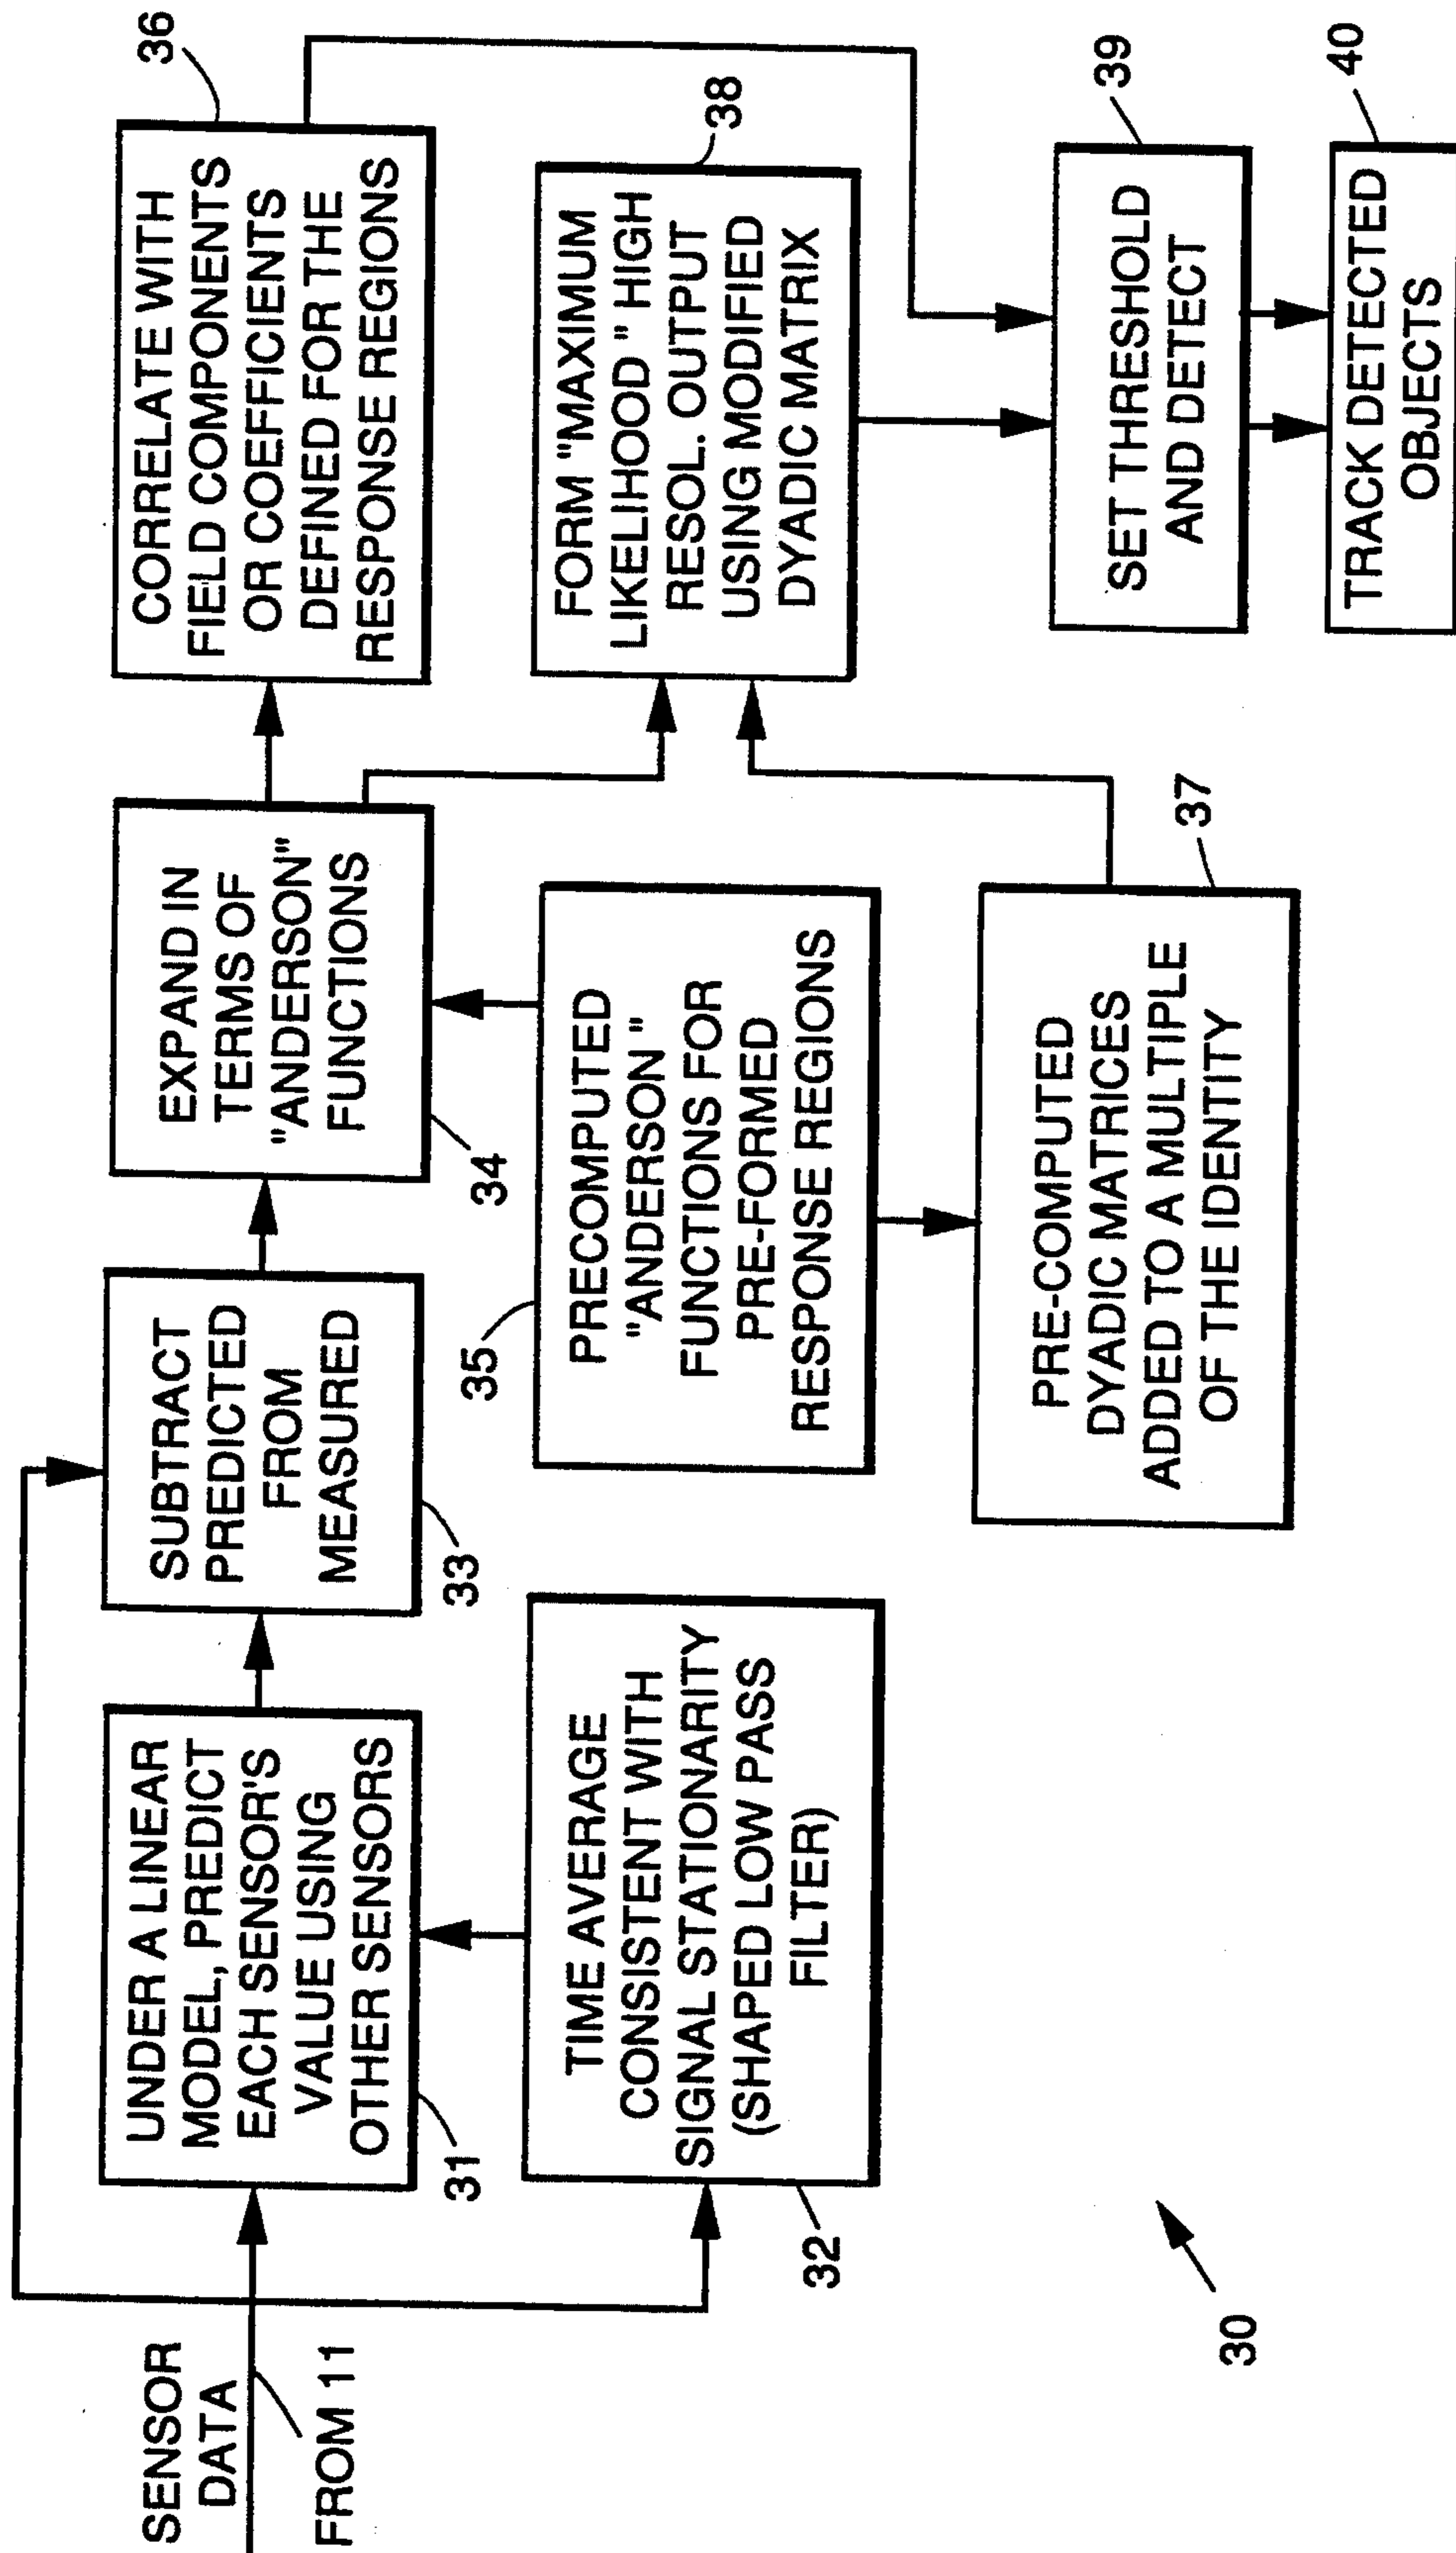 SENSOR
DATA
FROM 11
UNDER A LINEAR
MODEL, PREDICT
EACH SENSOR'S
VALUE USING
OTHER SENSORS
31
TIME AVERAGE
CONSISTENT WITH
SIGNAL STATIONARITY
(SHAPED LOW PASS
FILTER)
32
SUBTRACT
PREDICTED
FROM
MEASURED
33
EXPAND IN
TERMS OF
"ANDERSON"
FUNCTIONS
34
35
PRECOMPUTED
"ANDERSON "
FUNCTIONS FOR
PRE-FORMED
RESPONSE REGIONS
PRE-COMPUTED
DYADIC MATRICES
ADDED TO A MULTIPLE
OF THE IDENTITY
37
CORRELATE WITH
FIELD COMPONENTS
OR COEFFICIENTS
DEFINED FOR THE
RESPONSE REGIONS
36
FORM "MAXIMUM
LIKELIHOOD " HIGH
RESOL. OUTPUT
USING MODIFIED
DYADIC MATRIX
38
SET THRESHOLD
AND DETECT
39
TRACK DETECTED
OBJECTS
40
30